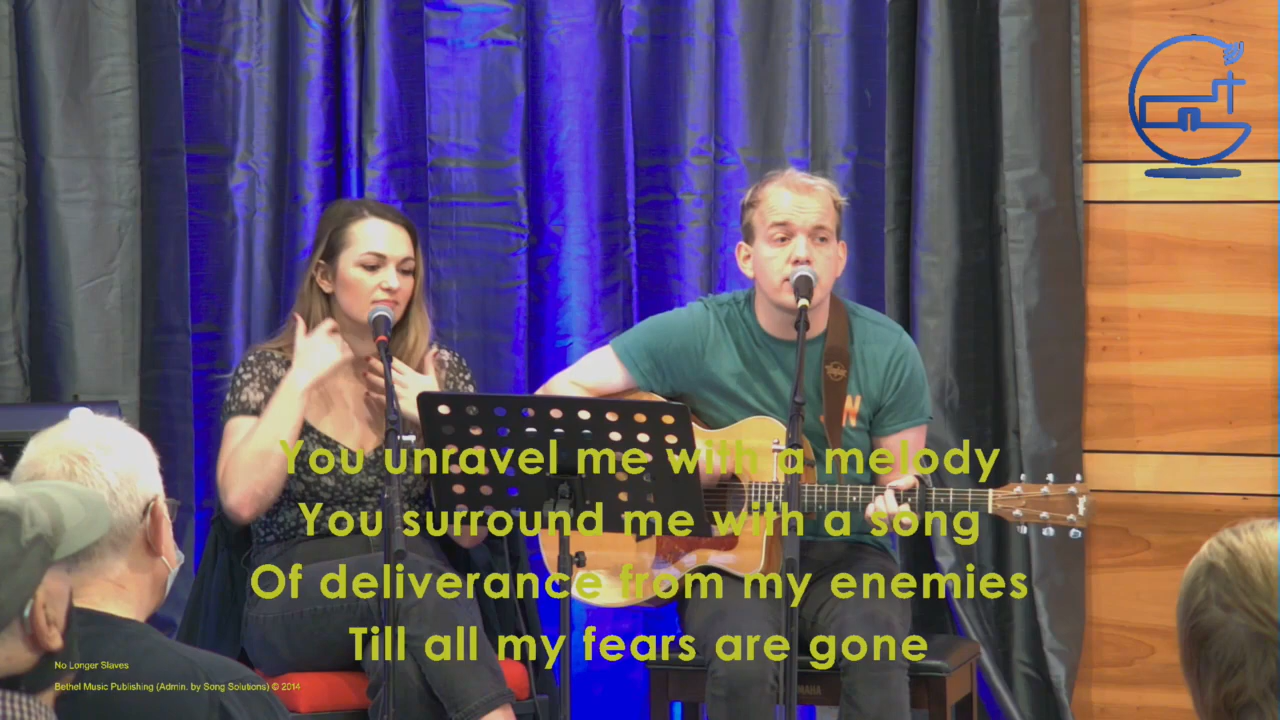 You unravel me with a melody
You surround me with a song
Of deliverance from my enemies
Till all my fears are gone
No Longer Slaves
Bethel Music Publishing (Admin. by Song Solutions) © 2014
YAMAHA